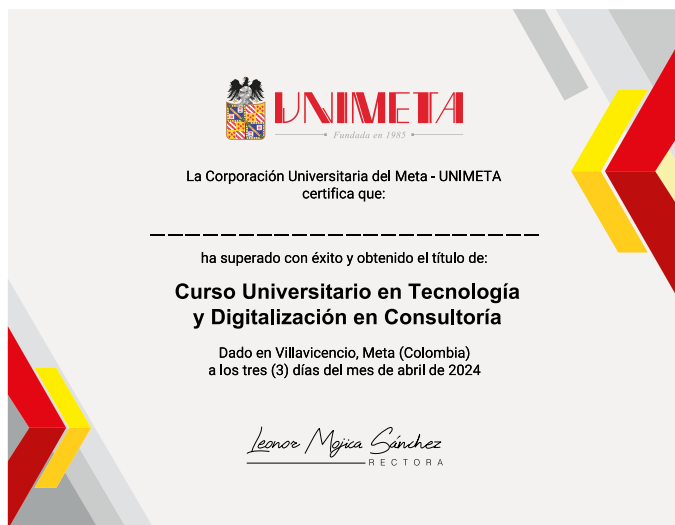 UNIMETA
Fundada en 1985
La Corporación Universitaria del Meta - UNIMETA
certifica que:
ha superado con éxito y obtenido el título de:
Curso Universitario en Tecnología
y Digitalización en Consultoría
Dado en Villavicencio, Meta (Colombia)
a los tres (3) días del mes de abril de 2024
Leonor Mojica Sánchez
RECTORA